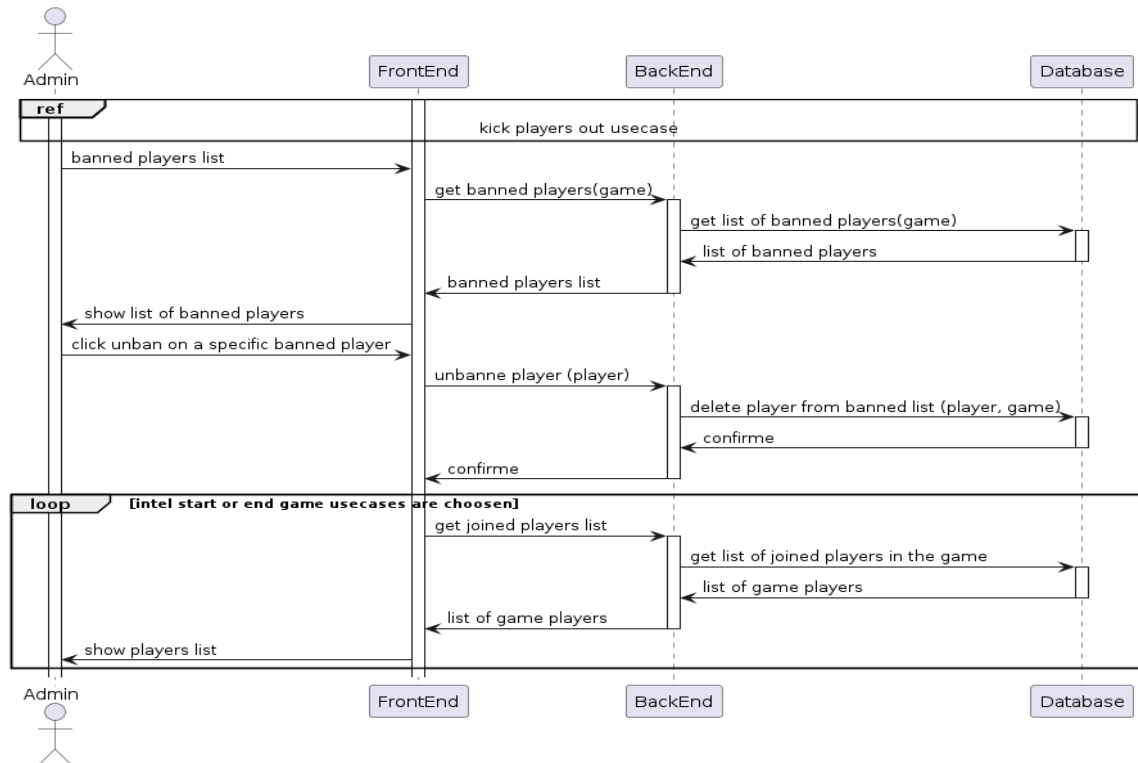 Admin
FrontEnd
BackEnd
Database
ref
kick players out usecase
banned players list
get banned players(game)
get list of banned players(game)
list of banned players
banned players list
show list of banned players
click unban on a specific banned player
unbanne player (player)
delete player from banned list (player, game)
confirme
confirme
loop [intel start or end game usecases are choosen]
get joined players list
get list of joined players in the game
list of game players
list of game players
show players list
Admin
FrontEnd
BackEnd
Database